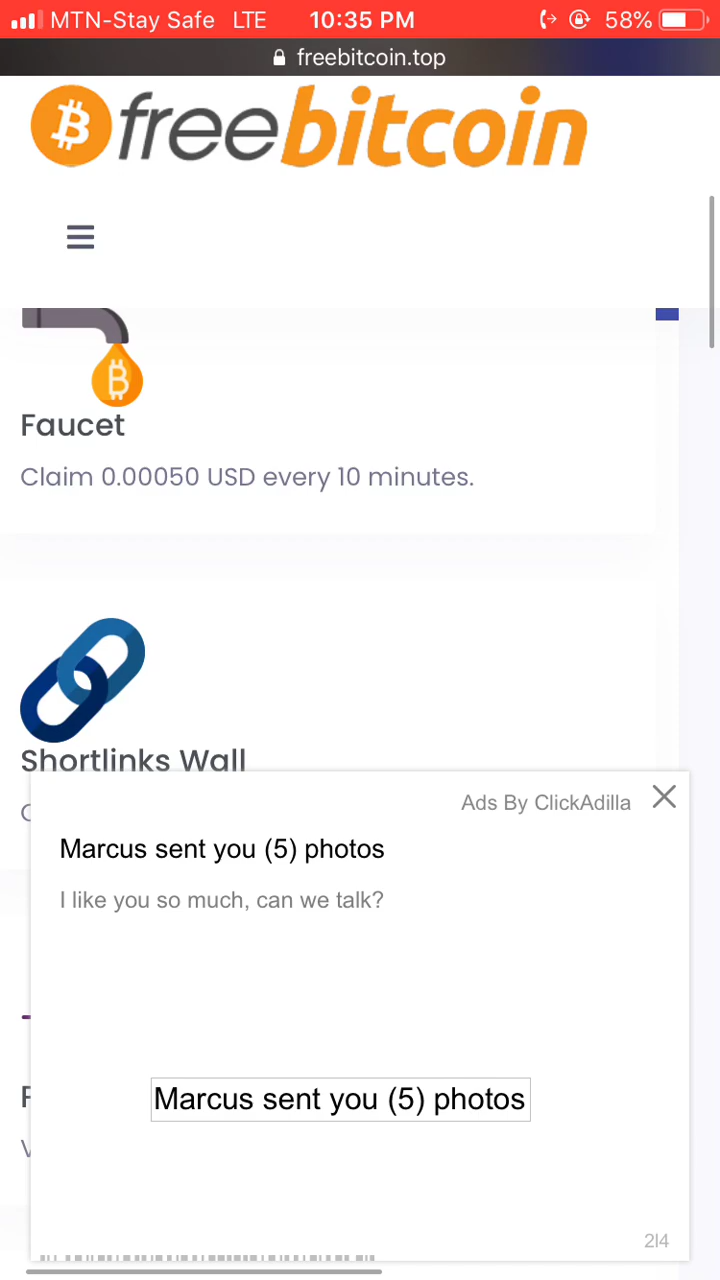 MTN-Stay Safe LTE 10:35 PM 58%
freebitcoin.top
freebitcoin
Faucet
Claim 0.00050 USD every 10 minutes.
Shortlinks Wall
Ads By ClickAdilla
Marcus sent you (5) photos
I like you so much, can we talk?
Marcus sent you (5) photos
2|4